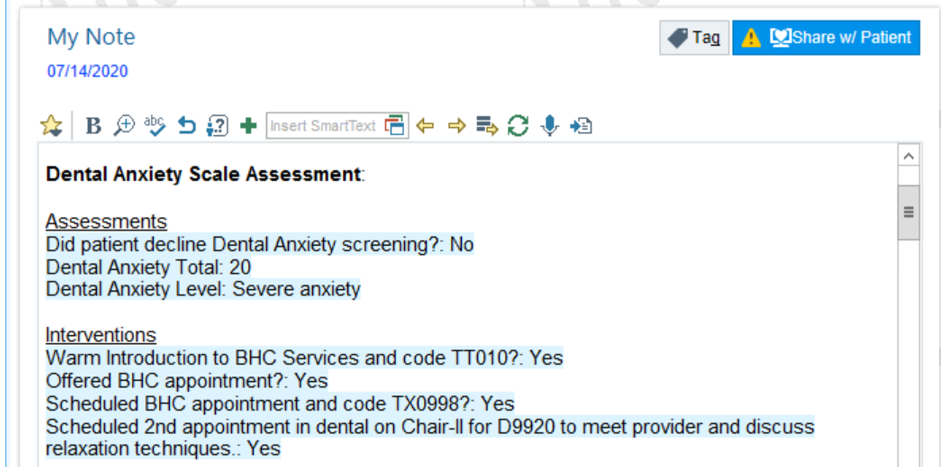 My Note
Tag
Share w/ Patient
07/14/2020
B
abc
?
Insert SmartText
Dental Anxiety Scale Assessment:
Assessments
Did patient decline Dental Anxiety screening?: No
Dental Anxiety Total: 20
Dental Anxiety Level: Severe anxiety
Interventions
Warm Introduction to BHC Services and code TT010?: Yes
Offered BHC appointment?: Yes
Scheduled BHC appointment and code TX0998?: Yes
Scheduled 2nd appointment in dental on Chair-II for D9920 to meet provider and discuss
relaxation techniques.: Yes